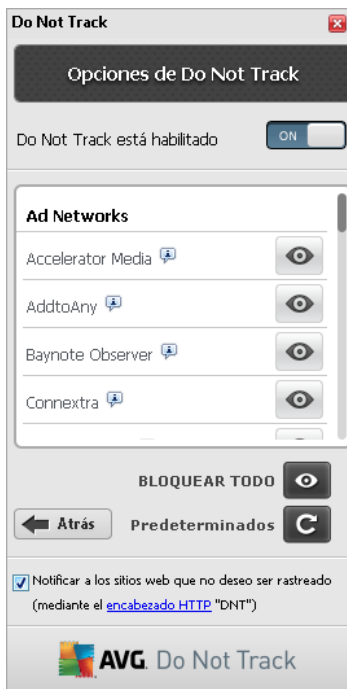 Do Not Track
Opciones de Do Not Track
Do Not Track está habilitado
ON
Ad Networks
Accelerator Media
AddtoAny
Baynote Observer
Connextra
BLOQUEAR TODO
Atrás
Predeterminados
Notificar a los sitios web que no deseo ser rastreado
(mediante el encabezado HTTP "DNT")
AVG. Do Not Track